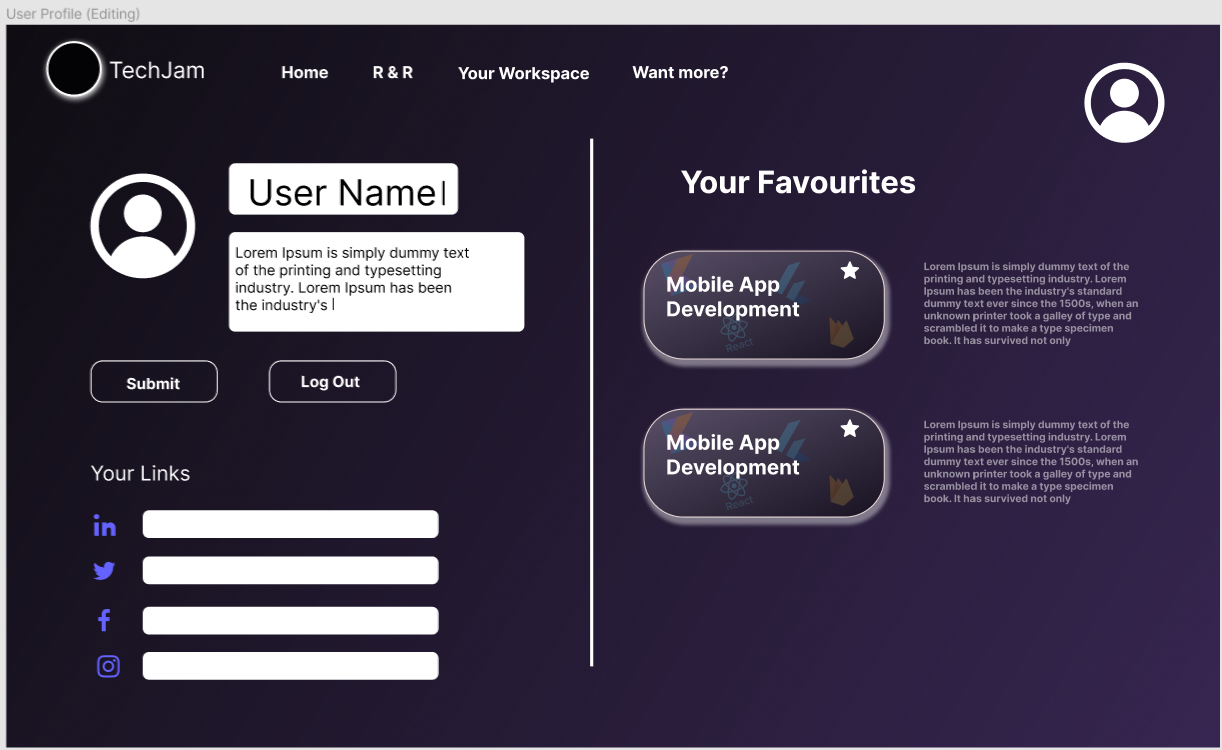 User Profile (Editing)
TechJam
Home
R & R
Your Workspace
Want more?
User Name
Lorem Ipsum is simply dummy text
of the printing and typesetting
industry. Lorem Ipsum has been
the industry's
Submit
Log Out
Your Links
in
Your Favourites
Mobile App
Development
React
Lorem Ipsum is simply dummy text of the
printing and typesetting industry. Lorem
Ipsum has been the industry's standard
dummy text ever since the 1500s, when an
unknown printer took a galley of type and
scrambled it to make a type specimen
book. It has survived not only
Mobile App
Development
React
Lorem Ipsum is simply dummy text of the
printing and typesetting industry. Lorem
Ipsum has been the industry's standard
dummy text ever since the 1500s, when an
unknown printer took a galley of type and
scrambled it to make a type specimen
book. It has survived not only